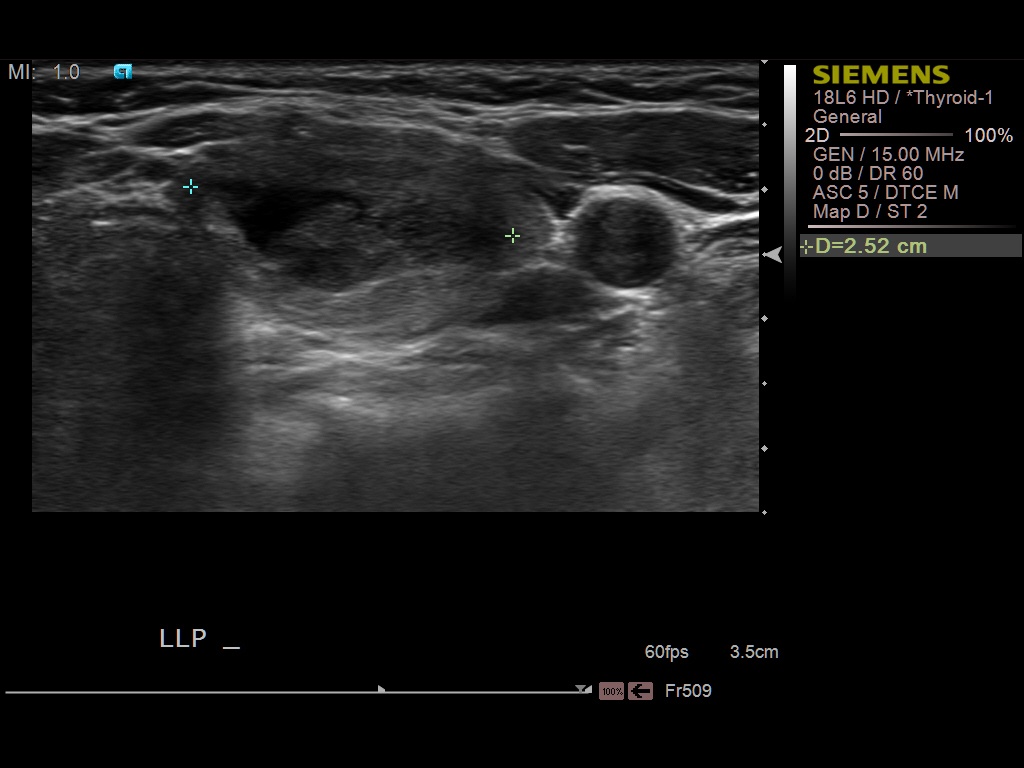 MI: 1.0
SIEMENS
18L6 HD / *Thyroid-1
General
2D 100%
GEN / 15.00 MHz
0 dB / DR 60
ASC 5 / DTCE M
Map D / ST 2
D=2.52 cm
LLP _
60fps 3.5cm
100% Fr509